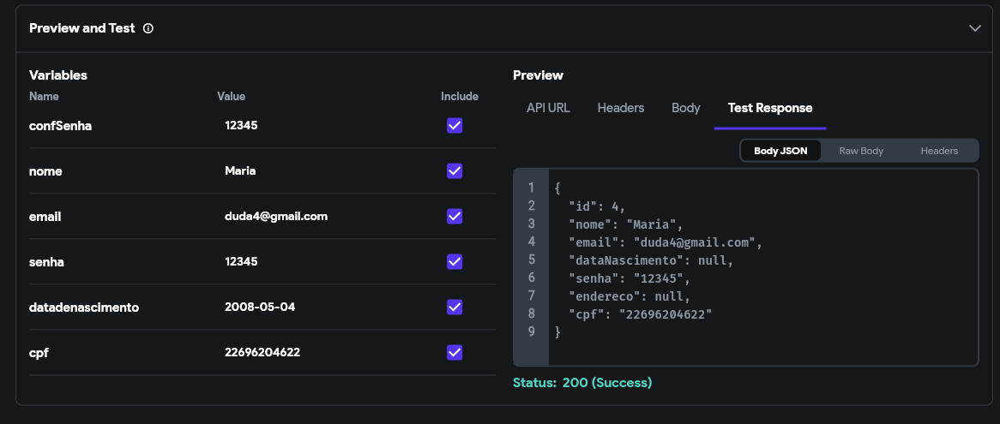 Preview and Test
Variables
Name Value Include
confSenha 12345
nome Maria
email duda4@gmail.com
senha 12345
datadenascimento 2008-05-04
cpf 22696204622
Preview
API URL Headers Body Test Response
Body JSON Raw Body Headers
1 {
2 "id": 4,
3 "nome": "Maria",
4 "email": "duda4@gmail.com",
5 "dataNascimento": null,
6 "senha": "12345",
7 "endereco": null,
8 "cpf": "22696204622"
9 }
Status: 200 (Success)